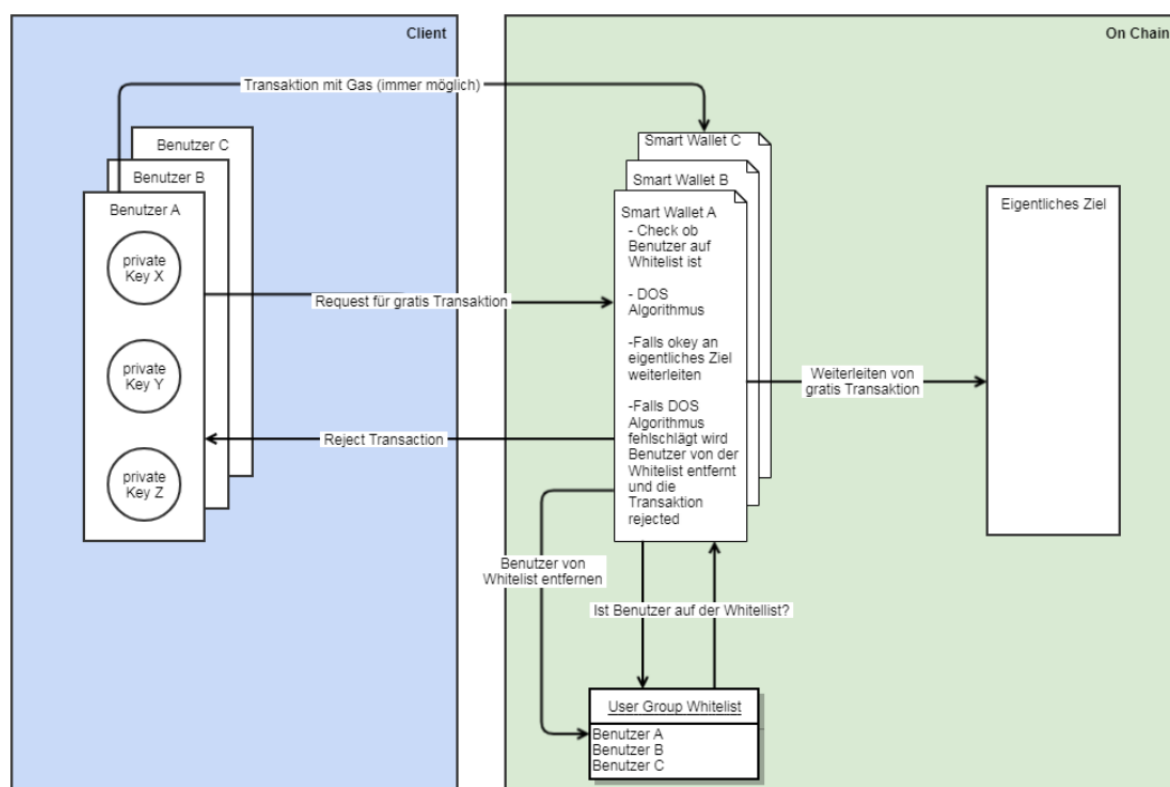 Client
On Chain
Transaktion mit Gas (immer möglich)
Benutzer C
Benutzer B
Benutzer A
private
Key X
private
Key Y
private
Key Z
Request für gratis Transaktion
Reject Transaction
Smart Wallet C
Smart Wallet B
Smart Wallet A
- Check ob
Benutzer auf
Whitelist ist
- DOS
Algorithmus
-Falls okey an
eigentliches Ziel
weiterleiten
-Falls DOS
Algorithmus
fehlschlägt wird
Benutzer von der
Whitelist entfernt
und die
Transaktion
rejected
Weiterleiten von
gratis Transaktion
Eigentliches Ziel
Benutzer von
Whitelist entfernen
Ist Benutzer auf der Whitellist?
User Group Whitelist
Benutzer A
Benutzer B
Benutzer C